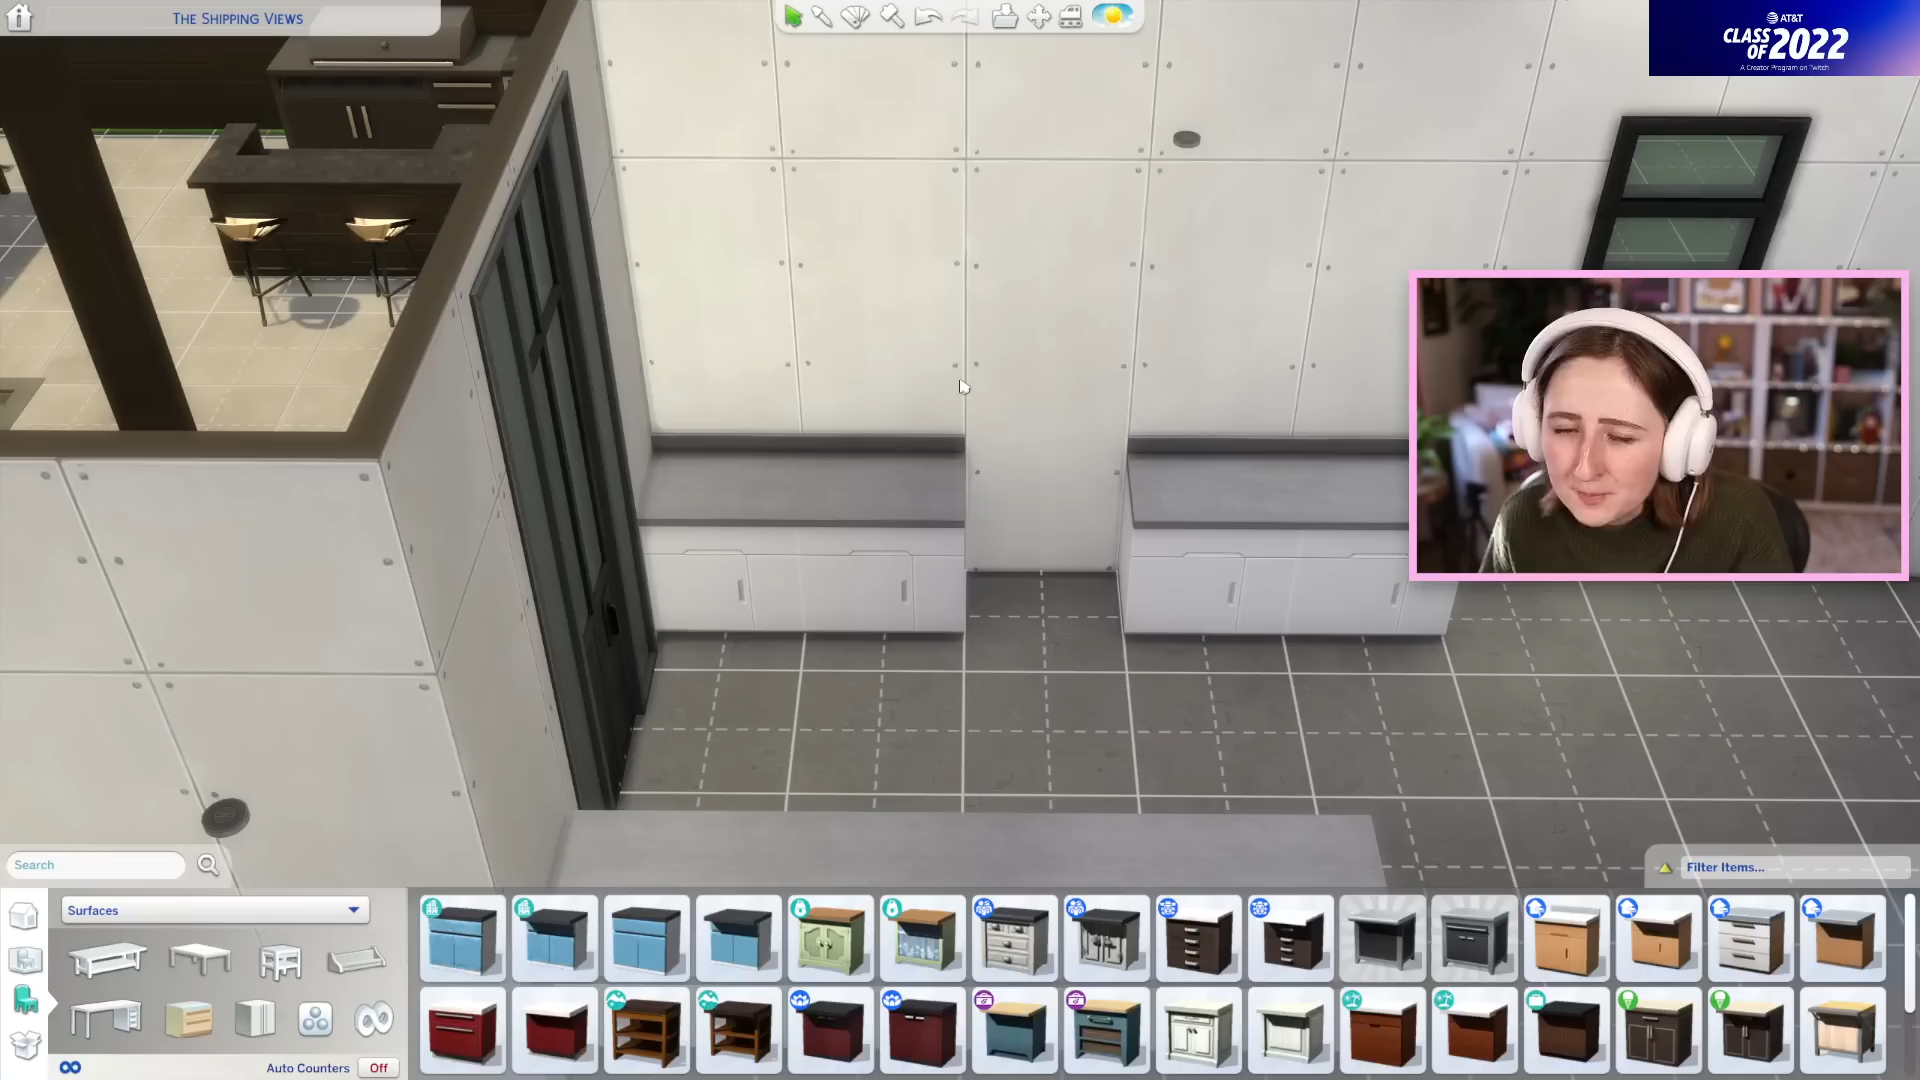 The Shipping Views
AT&T
CLASS OF 2022
A Creator Program on Twitch
Search
Filter Items...
Surfaces
Auto Counters
Off